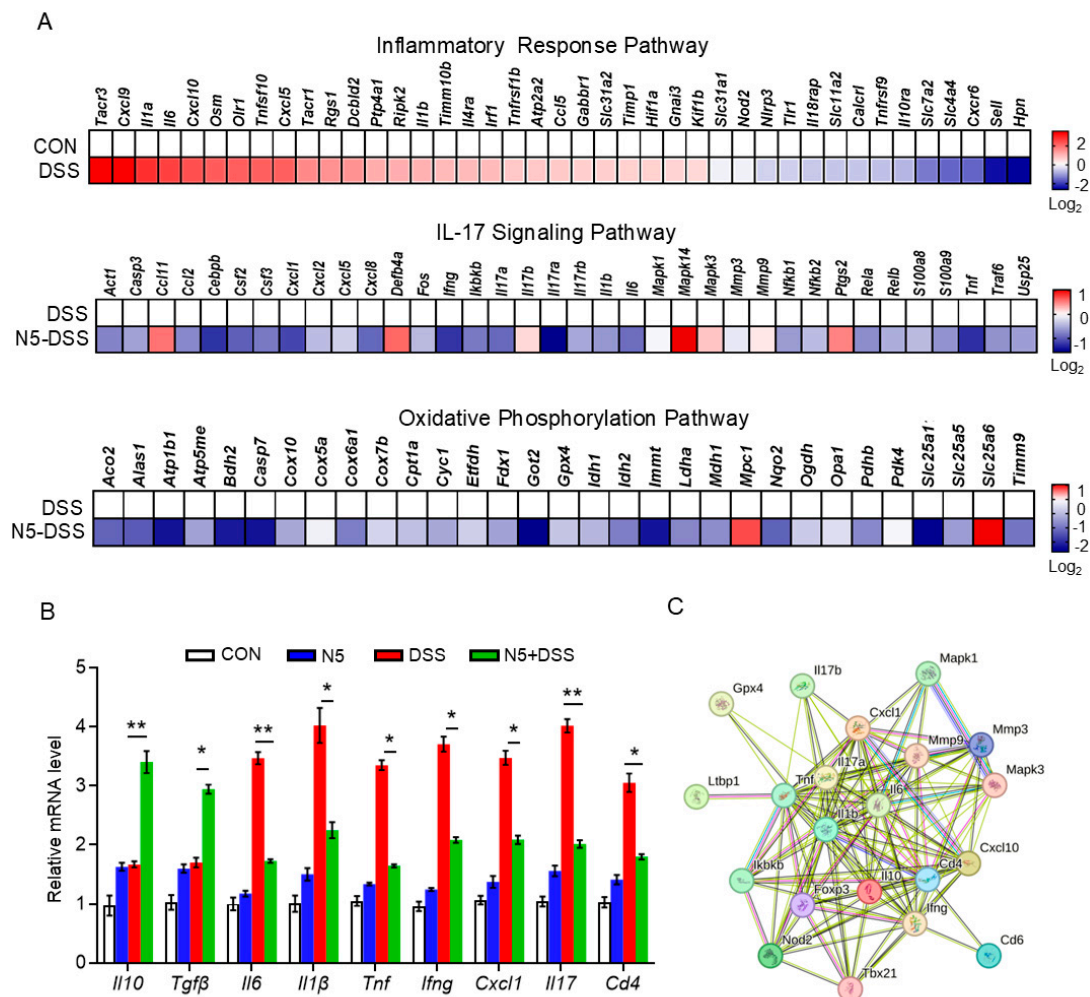 A
Inflammatory Response Pathway
Tacr3 Cxcl9 Il1a Il6 Cxcl10 Osm Olr1 Tnfsf10 Cxcl5 Tacr1 Rgs1 Dcbld2 Ptp4a1 Ripk2 Il1b Timm10b Il4ra Irf1 Tnfrsf1b Atp2a2 Ccl5 Gabbr1 Slc31a2 Timp1 Hif1a Gnai3 Kif1b Slc31a1 Nod2 Nlrp3 Tlr1 Il18rap Slc11a2 Calcrl Tnfrsf9 Il10ra Slc7a2 Slc4a4 Cxcr6 Sell Hpn
CON
DSS
2
0
-2
Log2
IL-17 Signaling Pathway
Act1 Casp3 Ccl11 Ccl2 Cebpb Csf2 Csf3 Cxcl1 Cxcl2 Cxcl5 Cxcl8 Defb4a Fos Ifng Ikbkb Il17a Il17b Il17ra Il17rb Il1b Il6 Mapk1 Mapk14 Mapk3 Mmp3 Mmp9 Nfkb1 Nfkb2 Ptgs2 Rela Relb S100a8 S100a9 Tnf Traf6 Usp25
DSS
N5-DSS
1
0
-1
Log2
Oxidative Phosphorylation Pathway
Aco2 Alas1 Atp1b1 Atp5me Bdh2 Casp7 Cox10 Cox5a Cox6a1 Cox7b Cpt1a Cyc1 Etfdh Fdx1 Got2 Gpx4 Idh1 Idh2 Immt Ldha Mdh1 Mpc1 Nqo2 Ogdh Opa1 Pdhb Pdk4 Slc25a1 Slc25a5 Slc25a6 Timm9
DSS
N5-DSS
1
0
-1
-2
Log2
B
CON N5 DSS N5+DSS
Relative mRNA level
5
4
3
2
1
0
** * ** * * * * ** *
Il10 Tgfβ Il6 Il1β Tnf Ifng Cxcl1 Il17 Cd4
C
Mapk1
Il17b
Gpx4
Cxcl1
Mmp3
Mmp9
Il17a
Mapk3
Ltbp1
Tnf
Il6
Il1b
Cxcl10
Cd4
Ikbkb
Il10
Foxp3
Ifng
Nod2
Cd6
Tbx21